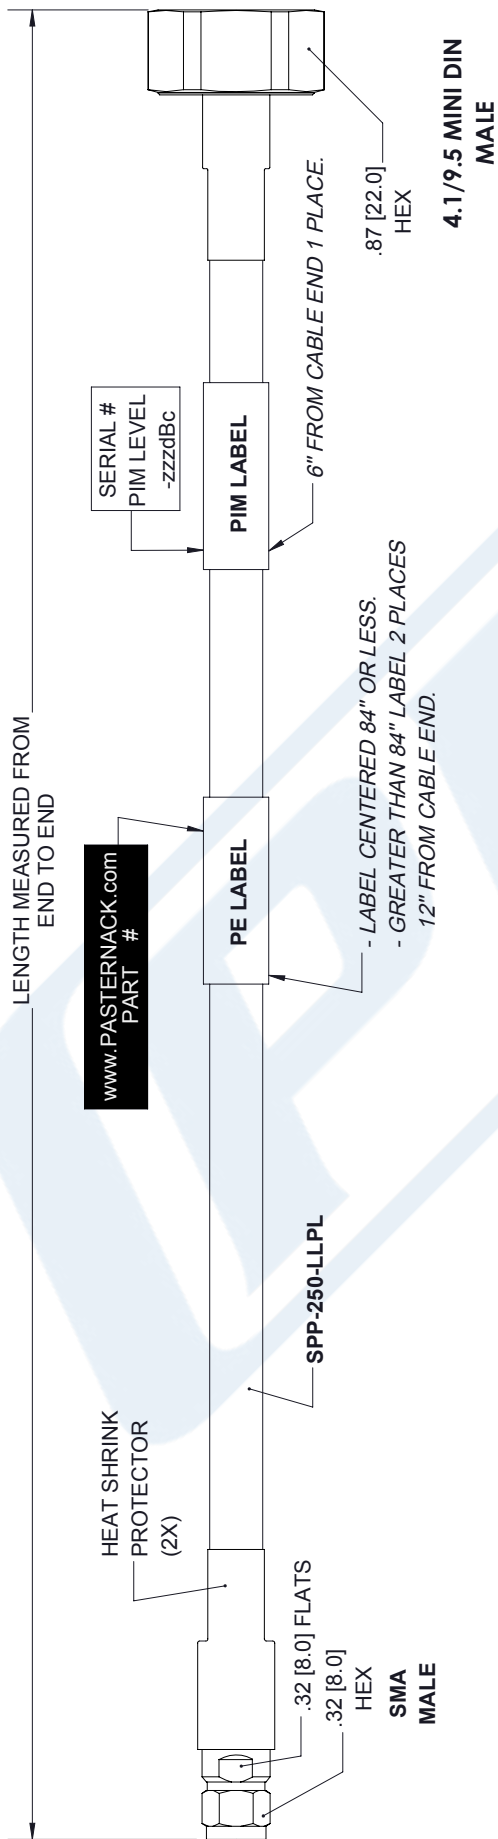 LENGTH MEASURED FROM
END TO END
HEAT SHRINK
PROTECTOR
(2X)
www.PASTERNACK.com
PART #
SERIAL #
PIM LEVEL
-zzzdBc
PE LABEL
PIM LABEL
.32 [8.0] FLATS
.32 [8.0]
HEX
SMA
MALE
SPP-250-LLPL
- LABEL CENTERED 84" OR LESS.
- GREATER THAN 84" LABEL 2 PLACES
12" FROM CABLE END.
6" FROM CABLE END 1 PLACE.
.87 [22.0]
HEX
4.1/9.5 MINI DIN
MALE